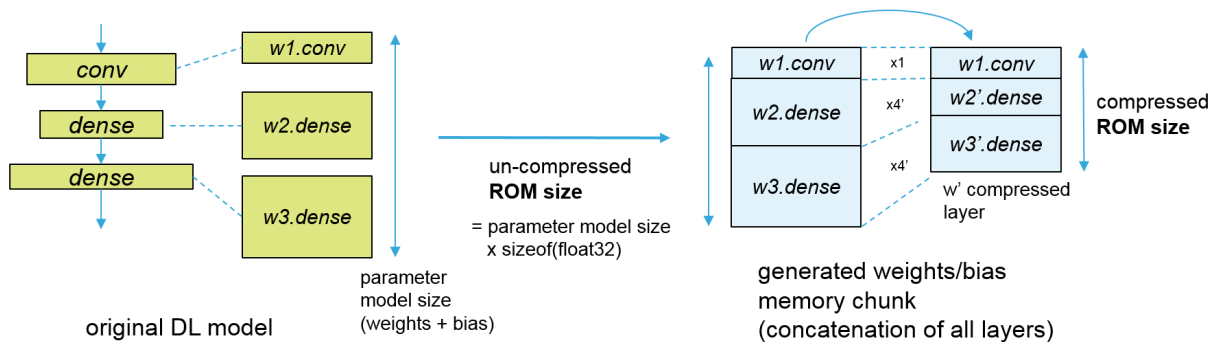 conv
dense
dense
w1.conv
w2.dense
w3.dense
parameter
model size
(weights + bias)
original DL model
un-compressed
ROM size
= parameter model size
x sizeof(float32)
w1.conv
w2.dense
w3.dense
x1
x4'
x4'
w1.conv
w2'.dense
w3'.dense
w' compressed
layer
compressed
ROM size
generated weights/bias
memory chunk
(concatenation of all layers)